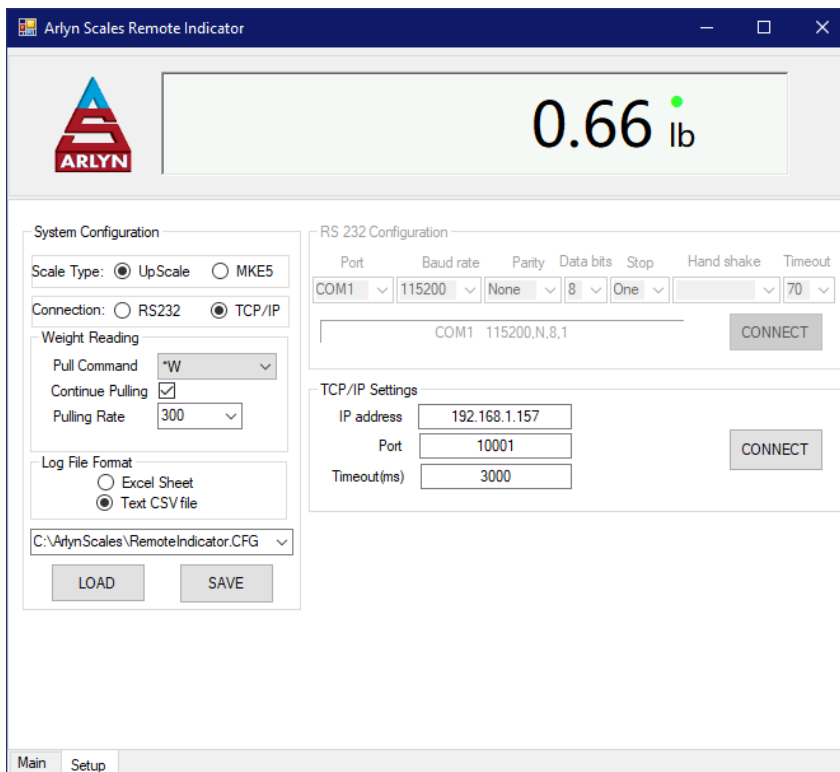 Arlyn Scales Remote Indicator
ARLYN
0.66 lb
System Configuration
Scale Type: UpScale MKE5
Connection: RS232 TCP/IP
Weight Reading
Pull Command *W
Continue Pulling
Pulling Rate 300
Log File Format
Excel Sheet
Text CSV file
C:\ArlynScales\RemoteIndicator.CFG
LOAD SAVE
RS 232 Configuration
Port Baud rate Parity Data bits Stop Hand shake Timeout
COM1 115200 None 8 One 70
COM1 115200,N,8,1 CONNECT
TCP/IP Settings
IP address 192.168.1.157
Port 10001 CONNECT
Timeout(ms) 3000
Main Setup